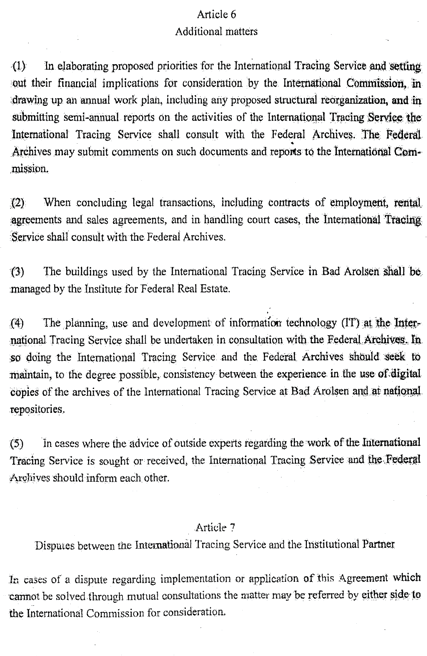 Article 6
Additional matters
(1) In elaborating proposed priorities for the International Tracing Service and setting
out their financial implications for consideration by the International Commission, in
drawing up an annual work plan, including any proposed structural reorganization, and in
submitting semi-annual reports on the activities of the International Tracing Service the
International Tracing Service shall consult with the Federal Archives. The Federal
Archives may submit comments on such documents and reports to the International Com-
mission.
(2) When concluding legal transactions, including contracts of employment, rental
agreements and sales agreements, and in handling court cases, the International Tracing
Service shall consult with the Federal Archives.
(3) The buildings used by the International Tracing Service in Bad Arolsen shall be
managed by the Institute for Federal Real Estate.
(4) The planning, use and development of information technology (IT) at the Inter-
national Tracing Service shall be undertaken in consultation with the Federal Archives. In
so doing the International Tracing Service and the Federal Archives should seek to
maintain, to the degree possible, consistency between the experience in the use of digital
copies of the archives of the International Tracing Service at Bad Arolsen and at national
repositories.
(5) In cases where the advice of outside experts regarding the work of the International
Tracing Service is sought or received, the International Tracing Service and the Federal
Archives should inform each other.
Article 7
Disputes between the International Tracing Service and the Institutional Partner
In cases of a dispute regarding implementation or application of this Agreement which
cannot be solved through mutual consultations the matter may be referred by either side to
the International Commission for consideration.